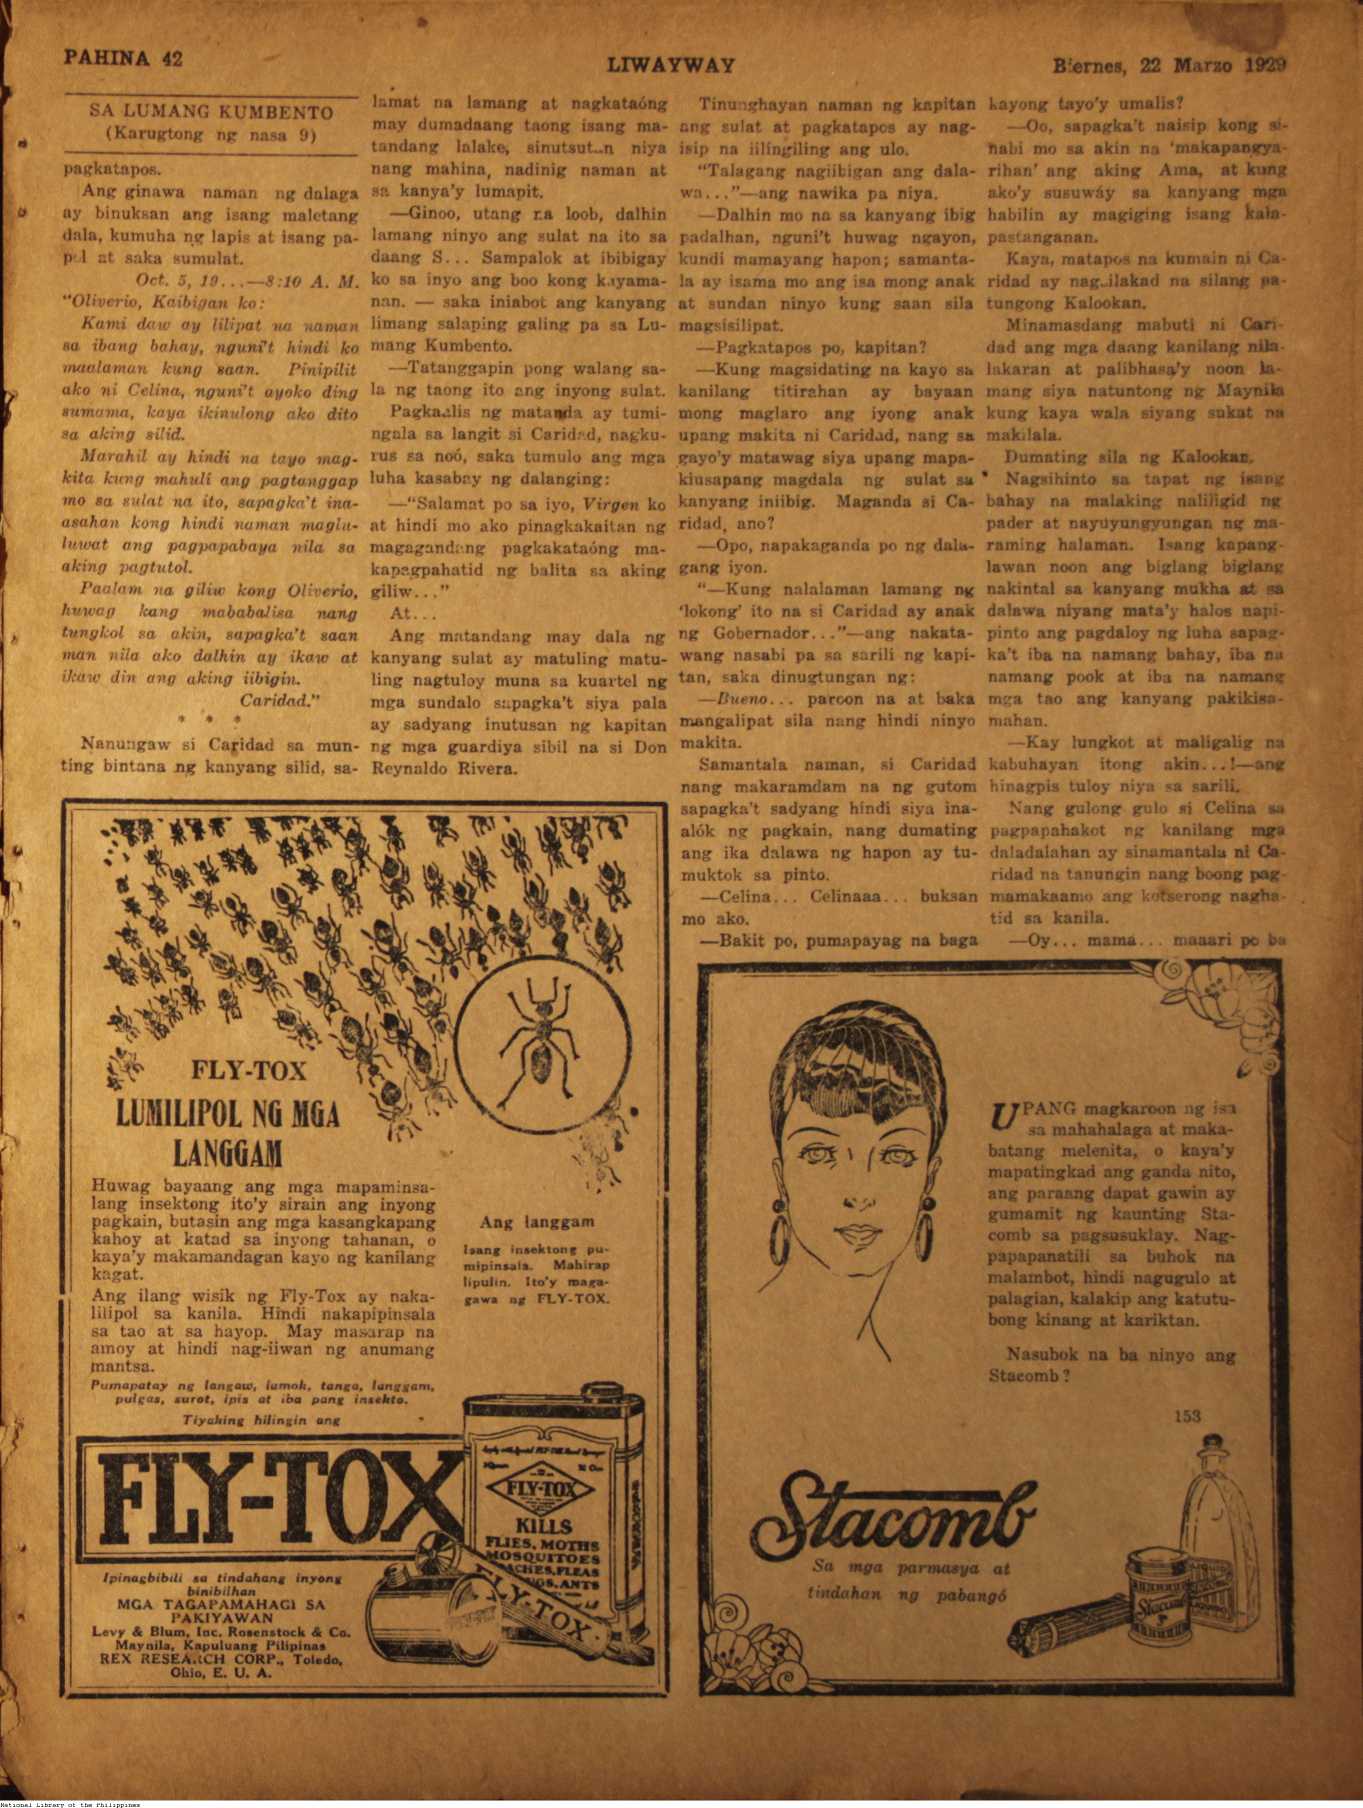 PAHINA 42
LIWAYWAY
Biernes, 22 Marzo 1929
SA LUMANG KUMBENTO
(Karugtong ng nasa 9)
pagkatapos.
Ang ginawa naman ng dalaga
ay binuksan ang isang maletang
dala, kumuha ng lapis at isang pa-
pel at saka sumulat.
Oct. 5, 19...—8:10 A. M.
"Oliverio, Kaibigan ko:
Kami daw ay lilipat na naman
sa ibang bahay, nguni't hindi ko
maalaman kung saan. Pinipilit
ako ni Celina, nguni't ayoko ding
sumama, kaya ikinulong ako dito
sa aking silid.
Marahil ay hindi na tayo mag-
kita kung mahuli ang pagtanggap
mo sa sulat na ito, sapagka't ina-
asahan kong hindi naman maglu-
luwat ang pagpapabaya nila sa
aking pagtutol.
Paalam na giliw kong Oliverio,
huwag kang mababalisa nang
tungkol sa akin, sapagka't saan
man nila ako dalhin ay ikaw at
ikaw din ang aking iibigin.
Caridad."
* * *
Nanungaw si Caridad sa mun-
ting bintana ng kanyang silid, sa-
lamat na lamang at nagkataóng
may dumadaang taong isang ma-
tandang lalake, sinutsutan niya
nang mahina, nadinig naman at
sa kanya'y lumapit.
—Ginoo, utang na loob, dalhin
lamang ninyo ang sulat na ito sa
daang S... Sampalok at ibibigay
ko sa inyo ang boo kong kayama-
nan. — saka iniabot ang kanyang
limang salaping galing pa sa Lu-
mang Kumbento.
—Tatanggapin pong walang sa-
la ng taong ito ang inyong sulat.
Pagkaalis ng matanda ay tumi-
ngala sa langit si Caridad, nagku-
rus sa noó, saka tumulo ang mga
luha kasabay ng dalanging:
—"Salamat po sa iyo, Virgen ko
at hindi mo ako pinagkakaitan ng
magagandang pagkakataóng ma-
kapagpahatid ng balita sa aking
giliw..."
At...
Ang matandang may dala ng
kanyang sulat ay matuling matu-
ling nagtuloy muna sa kuartel ng
mga sundalo sapagka't siya pala
ay sadyang inutusan ng kapitan
ng mga guardiya sibil na si Don
Reynaldo Rivera.
Tinunghayan naman ng kapitan
ang sulat at pagkatapos ay nag-
isip na iilingiling ang ulo.
"Talagang nagiibigan ang dala-
wa..."—ang nawika pa niya.
—Dalhin mo na sa kanyang ibig
padalhan, nguni't huwag ngayon,
kundi mamayang hapon; samanta-
la ay isama mo ang isa mong anak
at sundan ninyo kung saan sila
magsisilipat.
—Pagkatapos po, kapitan?
—Kung magsidating na kayo sa
kanilang titirahan ay bayaan
mong maglaro ang iyong anak
upang makita ni Caridad, nang sa
gayo'y matawag siya upang mapa-
kiusapang magdala ng sulat sa
kanyang iniibig. Maganda si Ca-
ridad, ano?
—Opo, napakaganda po ng dala-
gang iyon.
"—Kung nalalaman lamang ng
'lokong' ito na si Caridad ay anak
ng Gobernador..."—ang nakata-
wang nasabi pa sa sarili ng kapi-
tan, saka dinugtungan ng:
—Bueno... paroon na at baka
mangalipat sila nang hindi ninyo
makita.
Samantala naman, si Caridad
nang makaramdam na ng gutom
sapagka't sadyang hindi siya ina-
alók ng pagkain, nang dumating
ang ika dalawa ng hapon ay tu-
muktok sa pinto.
—Celina... Celinaaa... buksan
mo ako.
—Bakit po, pumapayag na baga
kayong tayo'y umalis?
—Oo, sapagka't naisip kong si-
nabi mo sa akin na 'makapangya-
rihan' ang aking Ama, at kung
ako'y susuwáy sa kanyang mga
habilin ay magiging isang kala-
pastanganan.
Kaya, matapos na kumain ni Ca-
ridad ay nagsilakad na silang pa-
tungong Kalookan.
Minamasdang mabuti ni Cari-
dad ang mga daang kanilang nila-
lakaran at palibhasa'y noon la-
mang siya natuntong ng Maynila
kung kaya wala siyang sukat na
makilala.
Dumating sila ng Kalookan.
Nagsihinto sa tapat ng isang
bahay na malaking naliligid ng
pader at nayuyungyungan ng ma-
raming halaman. Isang kapang-
lawan noon ang biglang biglang
nakintal sa kanyang mukha at sa
dalawa niyang mata'y halos napi-
pinto ang pagdaloy ng luha sapag-
ka't iba na namang bahay, iba na
namang pook at iba na namang
mga tao ang kanyang pakikisa-
mahan.
—Kay lungkot at maligalig na
kabuhayan itong akin...!—ang
hinagpis tuloy niya sa sarili.
Nang gulong gulo si Celina sa
pagpapahakot ng kanilang mga
daladalahan ay sinamantala ni Ca-
ridad na tanungin nang boong pag-
mamakaamo ang kotserong nagha-
tid sa kanila.
—Oy... mama... maaari po ba
FLY-TOX
LUMILIPOL NG MGA
LANGGAM
Huwag bayaang ang mga mapaminsa-
lang insektong ito'y sirain ang inyong
pagkain, butasin ang mga kasangkapang
kahoy at katad sa inyong tahanan, o
kaya'y makamandagan kayo ng kanilang
kagat.
Ang ilang wisik ng Fly-Tox ay naka-
lilipol sa kanila. Hindi nakapipinsala
sa tao at sa hayop. May masarap na
amoy at hindi nag-iiwan ng anumang
mantsa.
Pumapatay ng langaw, lamok, tanga, langgam,
pulgas, surot, ipis at iba pang insekto.
Tiyaking hilingin ang
Ang langgam
Isang insektong pu-
mipinsala. Mahirap
lipulin. Ito'y maga-
gawa ng FLY-TOX.
FLY-TOX
FLY-TOX
KILLS
FLIES, MOTHS
MOSQUITOES
FLEAS
ANTS
FLY-TOX
Ipinagbibili sa tindahang inyong
binibilhan
MGA TAGAPAMAHAGI SA
PAKIYAWAN
Levy & Blum, Inc. Rosenstock & Co.
Maynila, Kapuluang Pilipinas
REX RESEARCH CORP., Toledo,
Ohio, E. U. A.
UPANG magkaroon ng isa
sa mahahalaga at maka-
batang melenita, o kaya'y
mapatingkad ang ganda nito,
ang paraang dapat gawin ay
gumamit ng kaunting Sta-
comb sa pagsusuklay. Nag-
papapanatili sa buhok na
malambot, hindi nagugulo at
palagian, kalakip ang katutu-
bong kinang at kariktan.
Nasubok na ba ninyo ang
Stacomb?
153
Stacomb
Sa mga parmasya at
tindahan ng pabangó
Stacomb
National Library of the Philippines